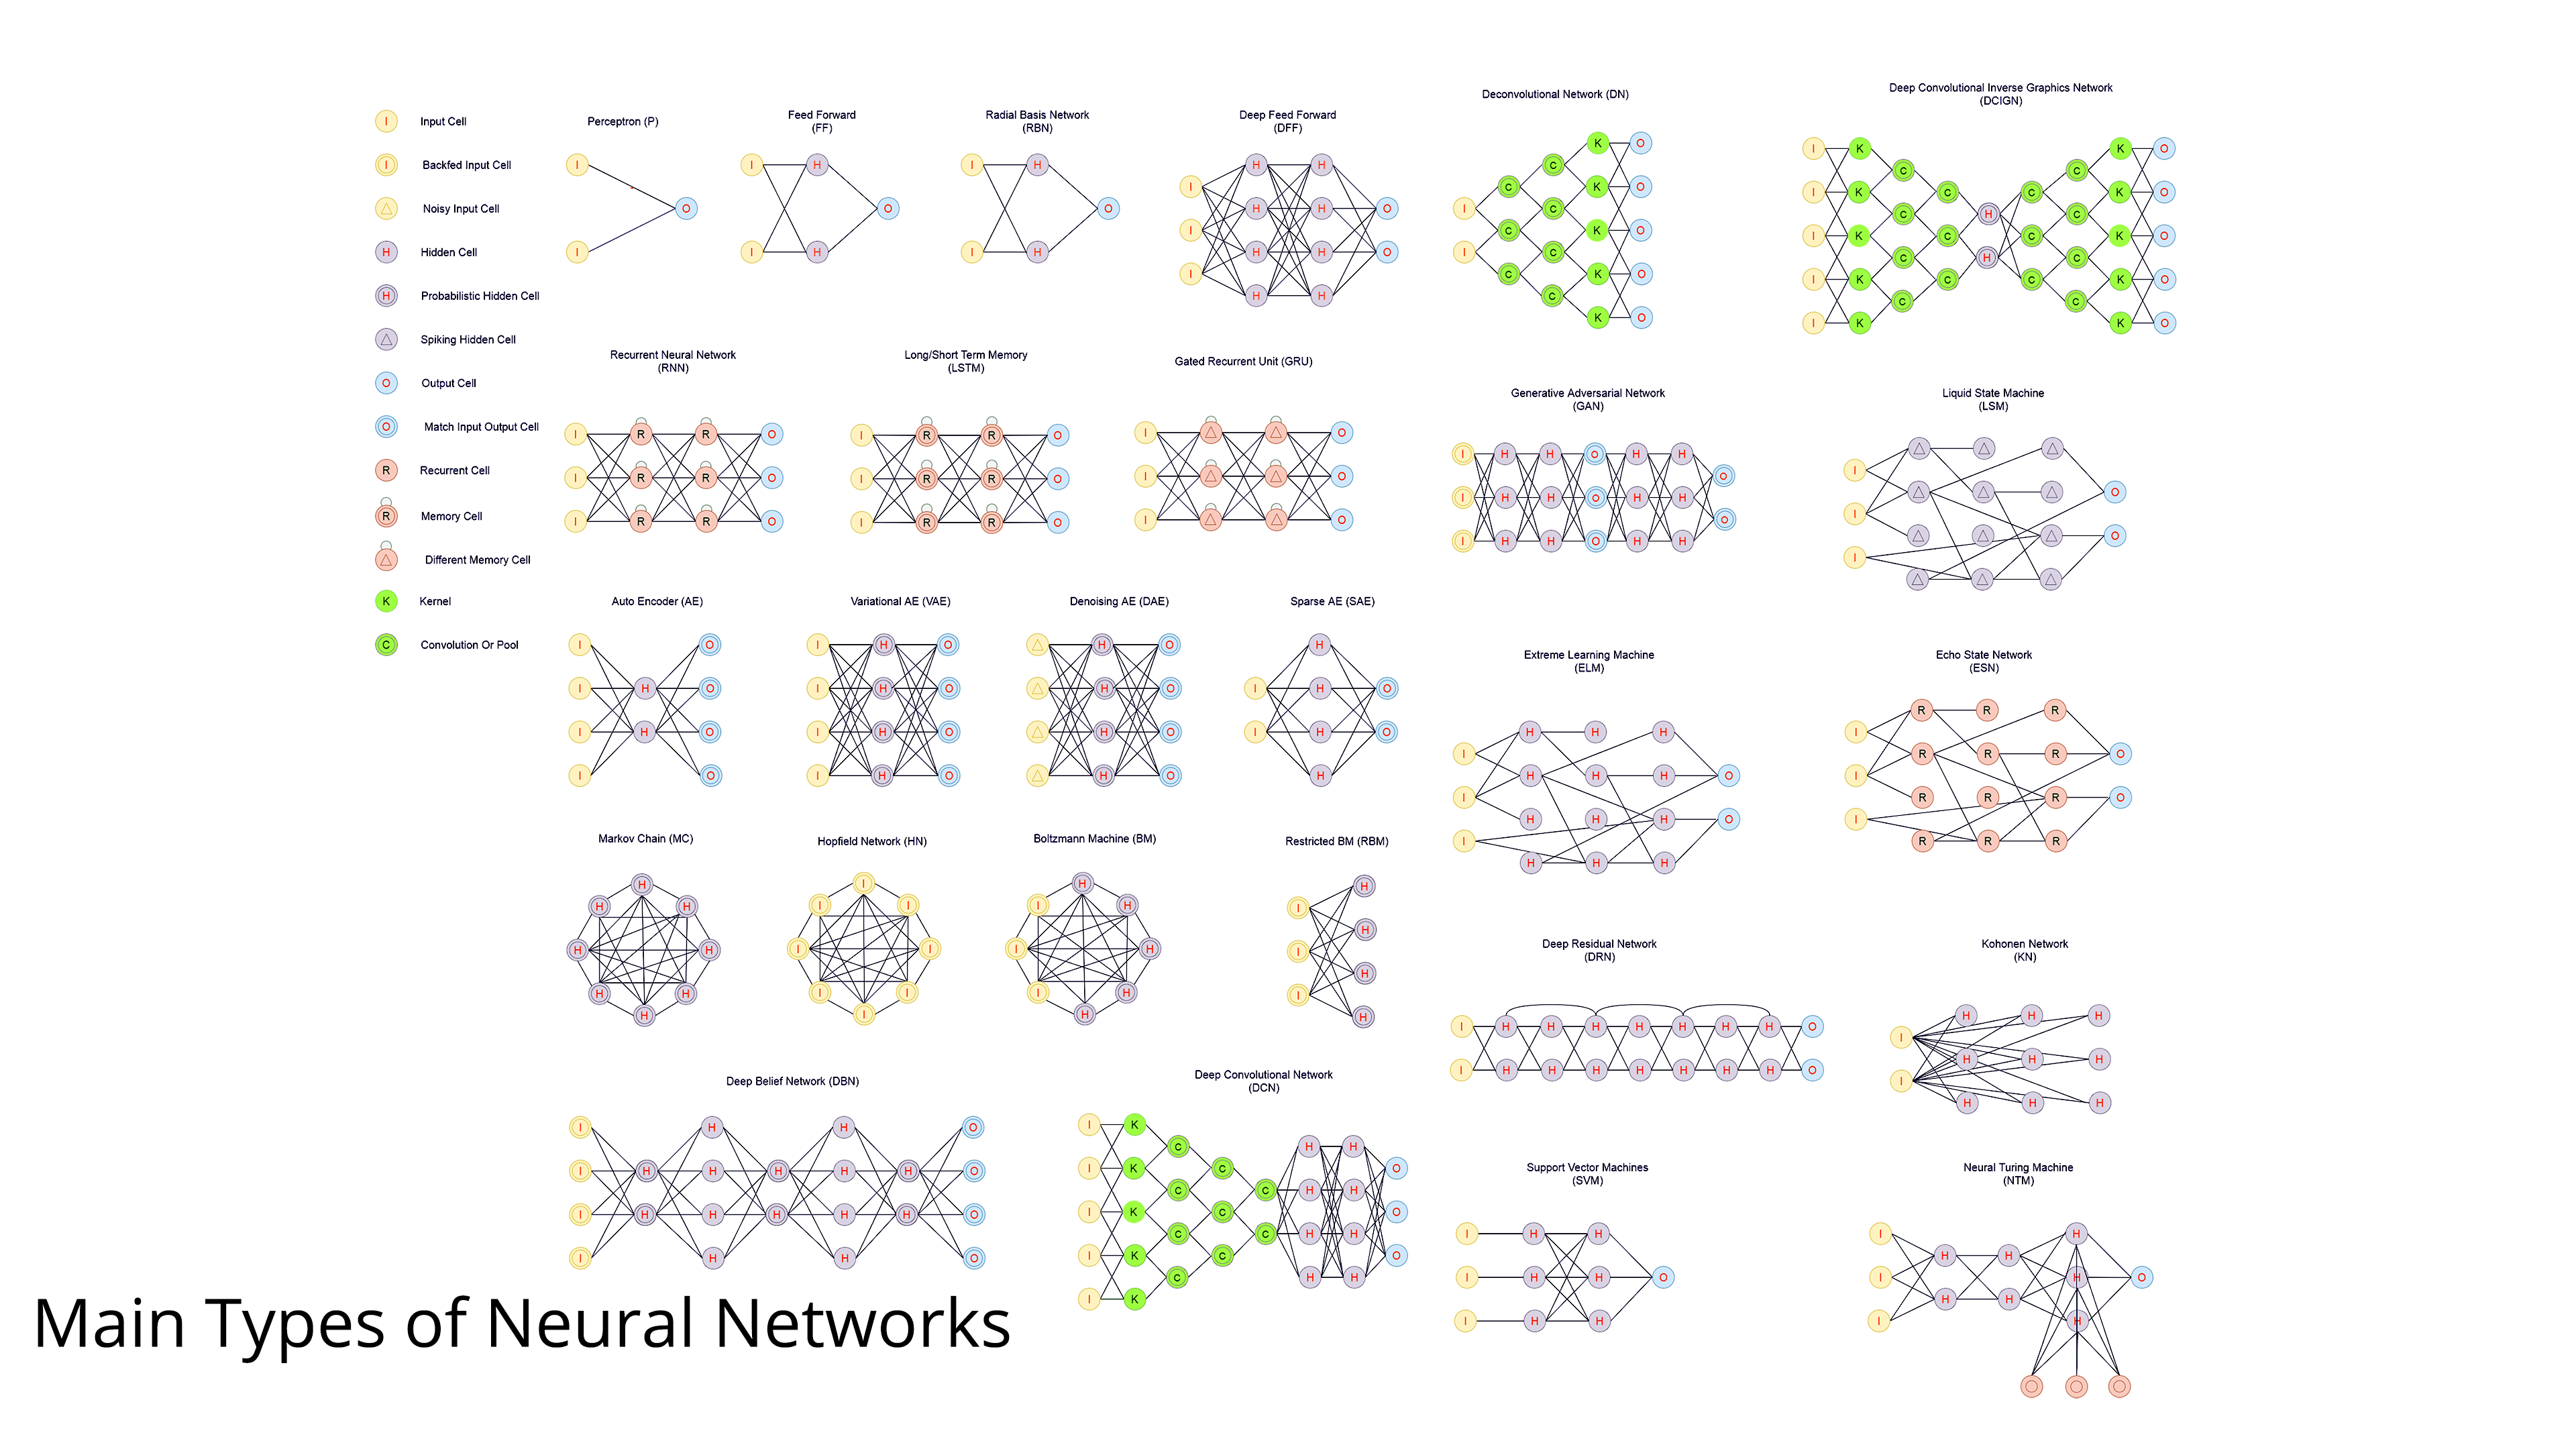 Input Cell
Backfed Input Cell
Noisy Input Cell
Hidden Cell
Probabilistic Hidden Cell
Spiking Hidden Cell
Output Cell
Match Input Output Cell
Recurrent Cell
Memory Cell
Different Memory Cell
Kernel
Convolution Or Pool
Perceptron (P)
Feed Forward
(FF)
Radial Basis Network
(RBN)
Deep Feed Forward
(DFF)
Deconvolutional Network (DN)
Deep Convolutional Inverse Graphics Network
(DCIGN)
Recurrent Neural Network
(RNN)
Long/Short Term Memory
(LSTM)
Gated Recurrent Unit (GRU)
Generative Adversarial Network
(GAN)
Liquid State Machine
(LSM)
Auto Encoder (AE)
Variational AE (VAE)
Denoising AE (DAE)
Sparse AE (SAE)
Extreme Learning Machine
(ELM)
Echo State Network
(ESN)
Markov Chain (MC)
Hopfield Network (HN)
Boltzmann Machine (BM)
Restricted BM (RBM)
Deep Residual Network
(DRN)
Kohonen Network
(KN)
Deep Belief Network (DBN)
Deep Convolutional Network
(DCN)
Support Vector Machines
(SVM)
Neural Turing Machine
(NTM)
Main Types of Neural Networks